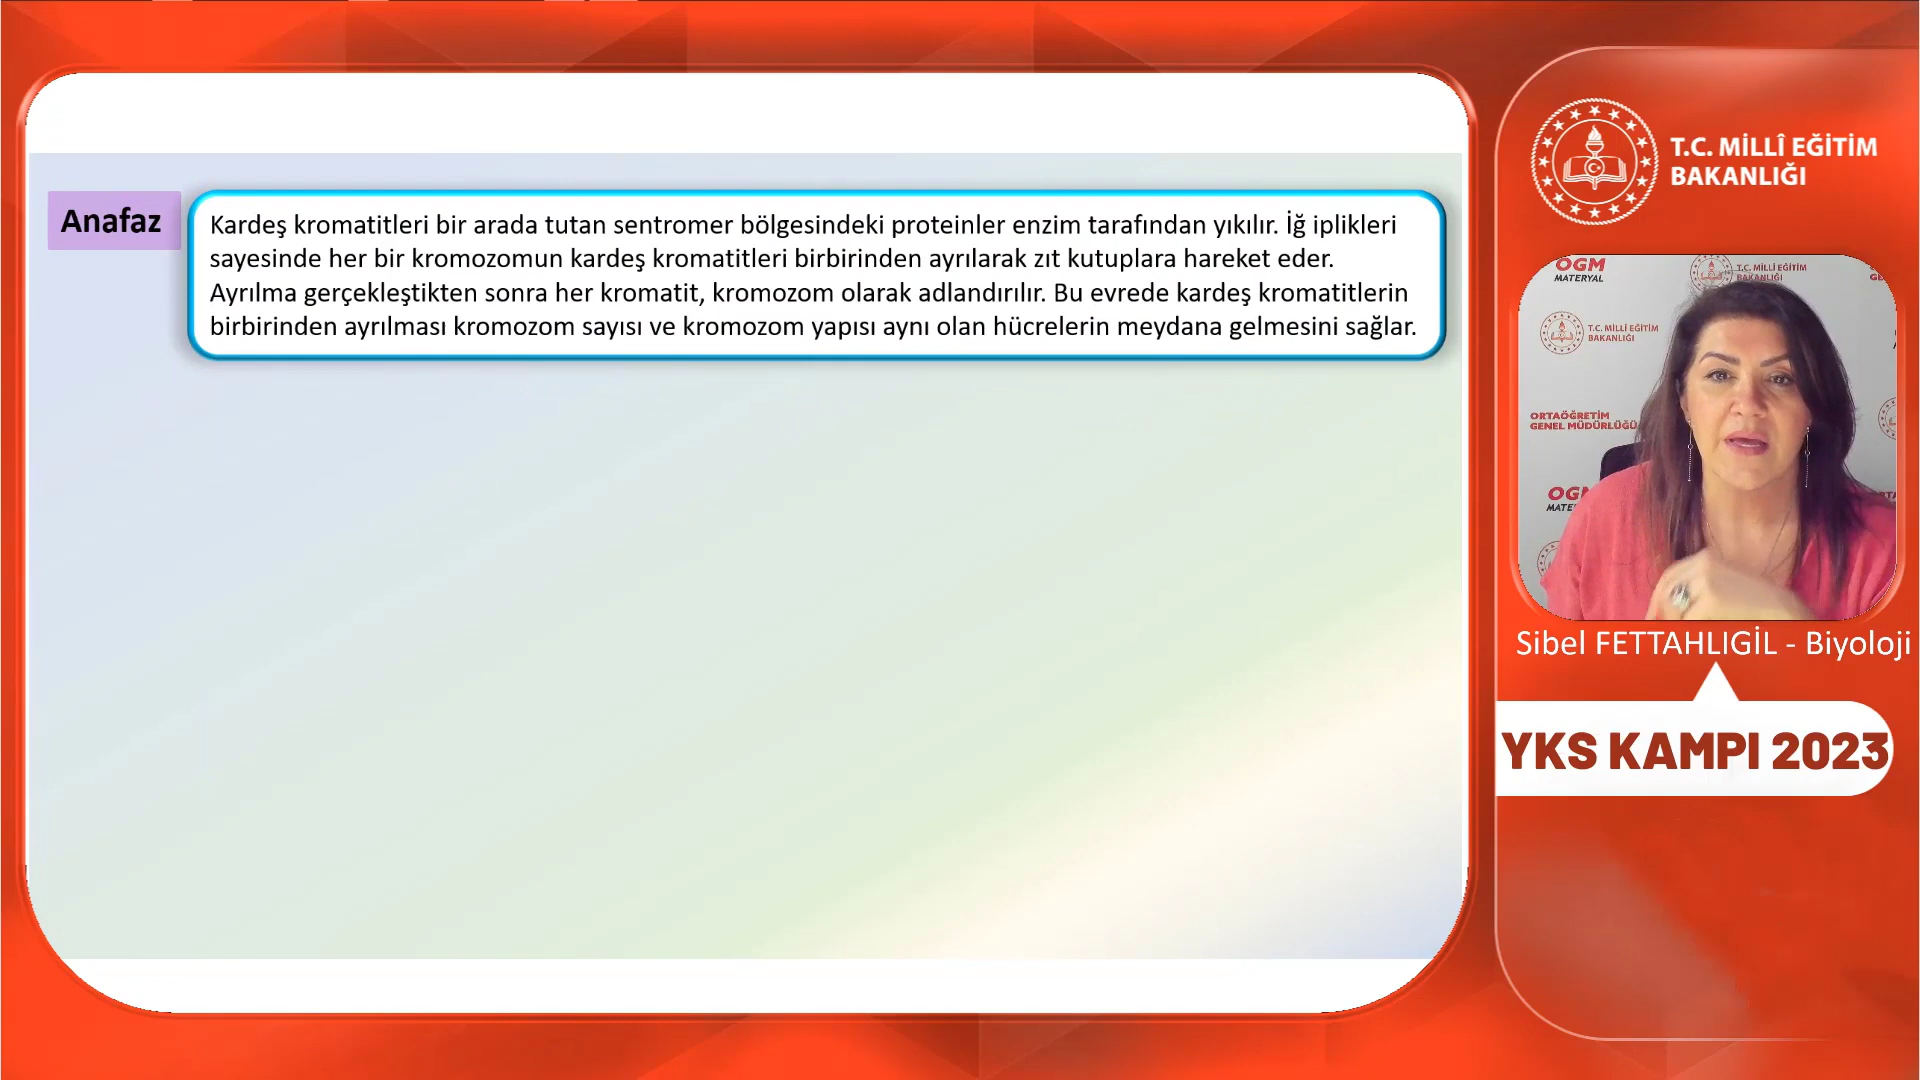 Anafaz
Kardeş kromatitleri bir arada tutan sentromer bölgesindeki proteinler enzim tarafından yıkılır. İğ iplikleri
sayesinde her bir kromozomun kardeş kromatitleri birbirinden ayrılarak zıt kutuplara hareket eder.
Ayrılma gerçekleştikten sonra her kromatit, kromozom olarak adlandırılır. Bu evrede kardeş kromatitlerin
birbirinden ayrılması kromozom sayısı ve kromozom yapısı aynı olan hücrelerin meydana gelmesini sağlar.
T.C. MİLLÎ EĞİTİM
BAKANLIĞI
OGM
MATERYAL
T.C. MİLLÎ EĞİTİM
BAKANLIĞI
T.C. MİLLÎ EĞİTİM
BAKANLIĞI
ORTAÖĞRETİM
GENEL MÜDÜRLÜĞÜ
Sibel FETTAHLIGİL - Biyoloji
YKS KAMPI 2023